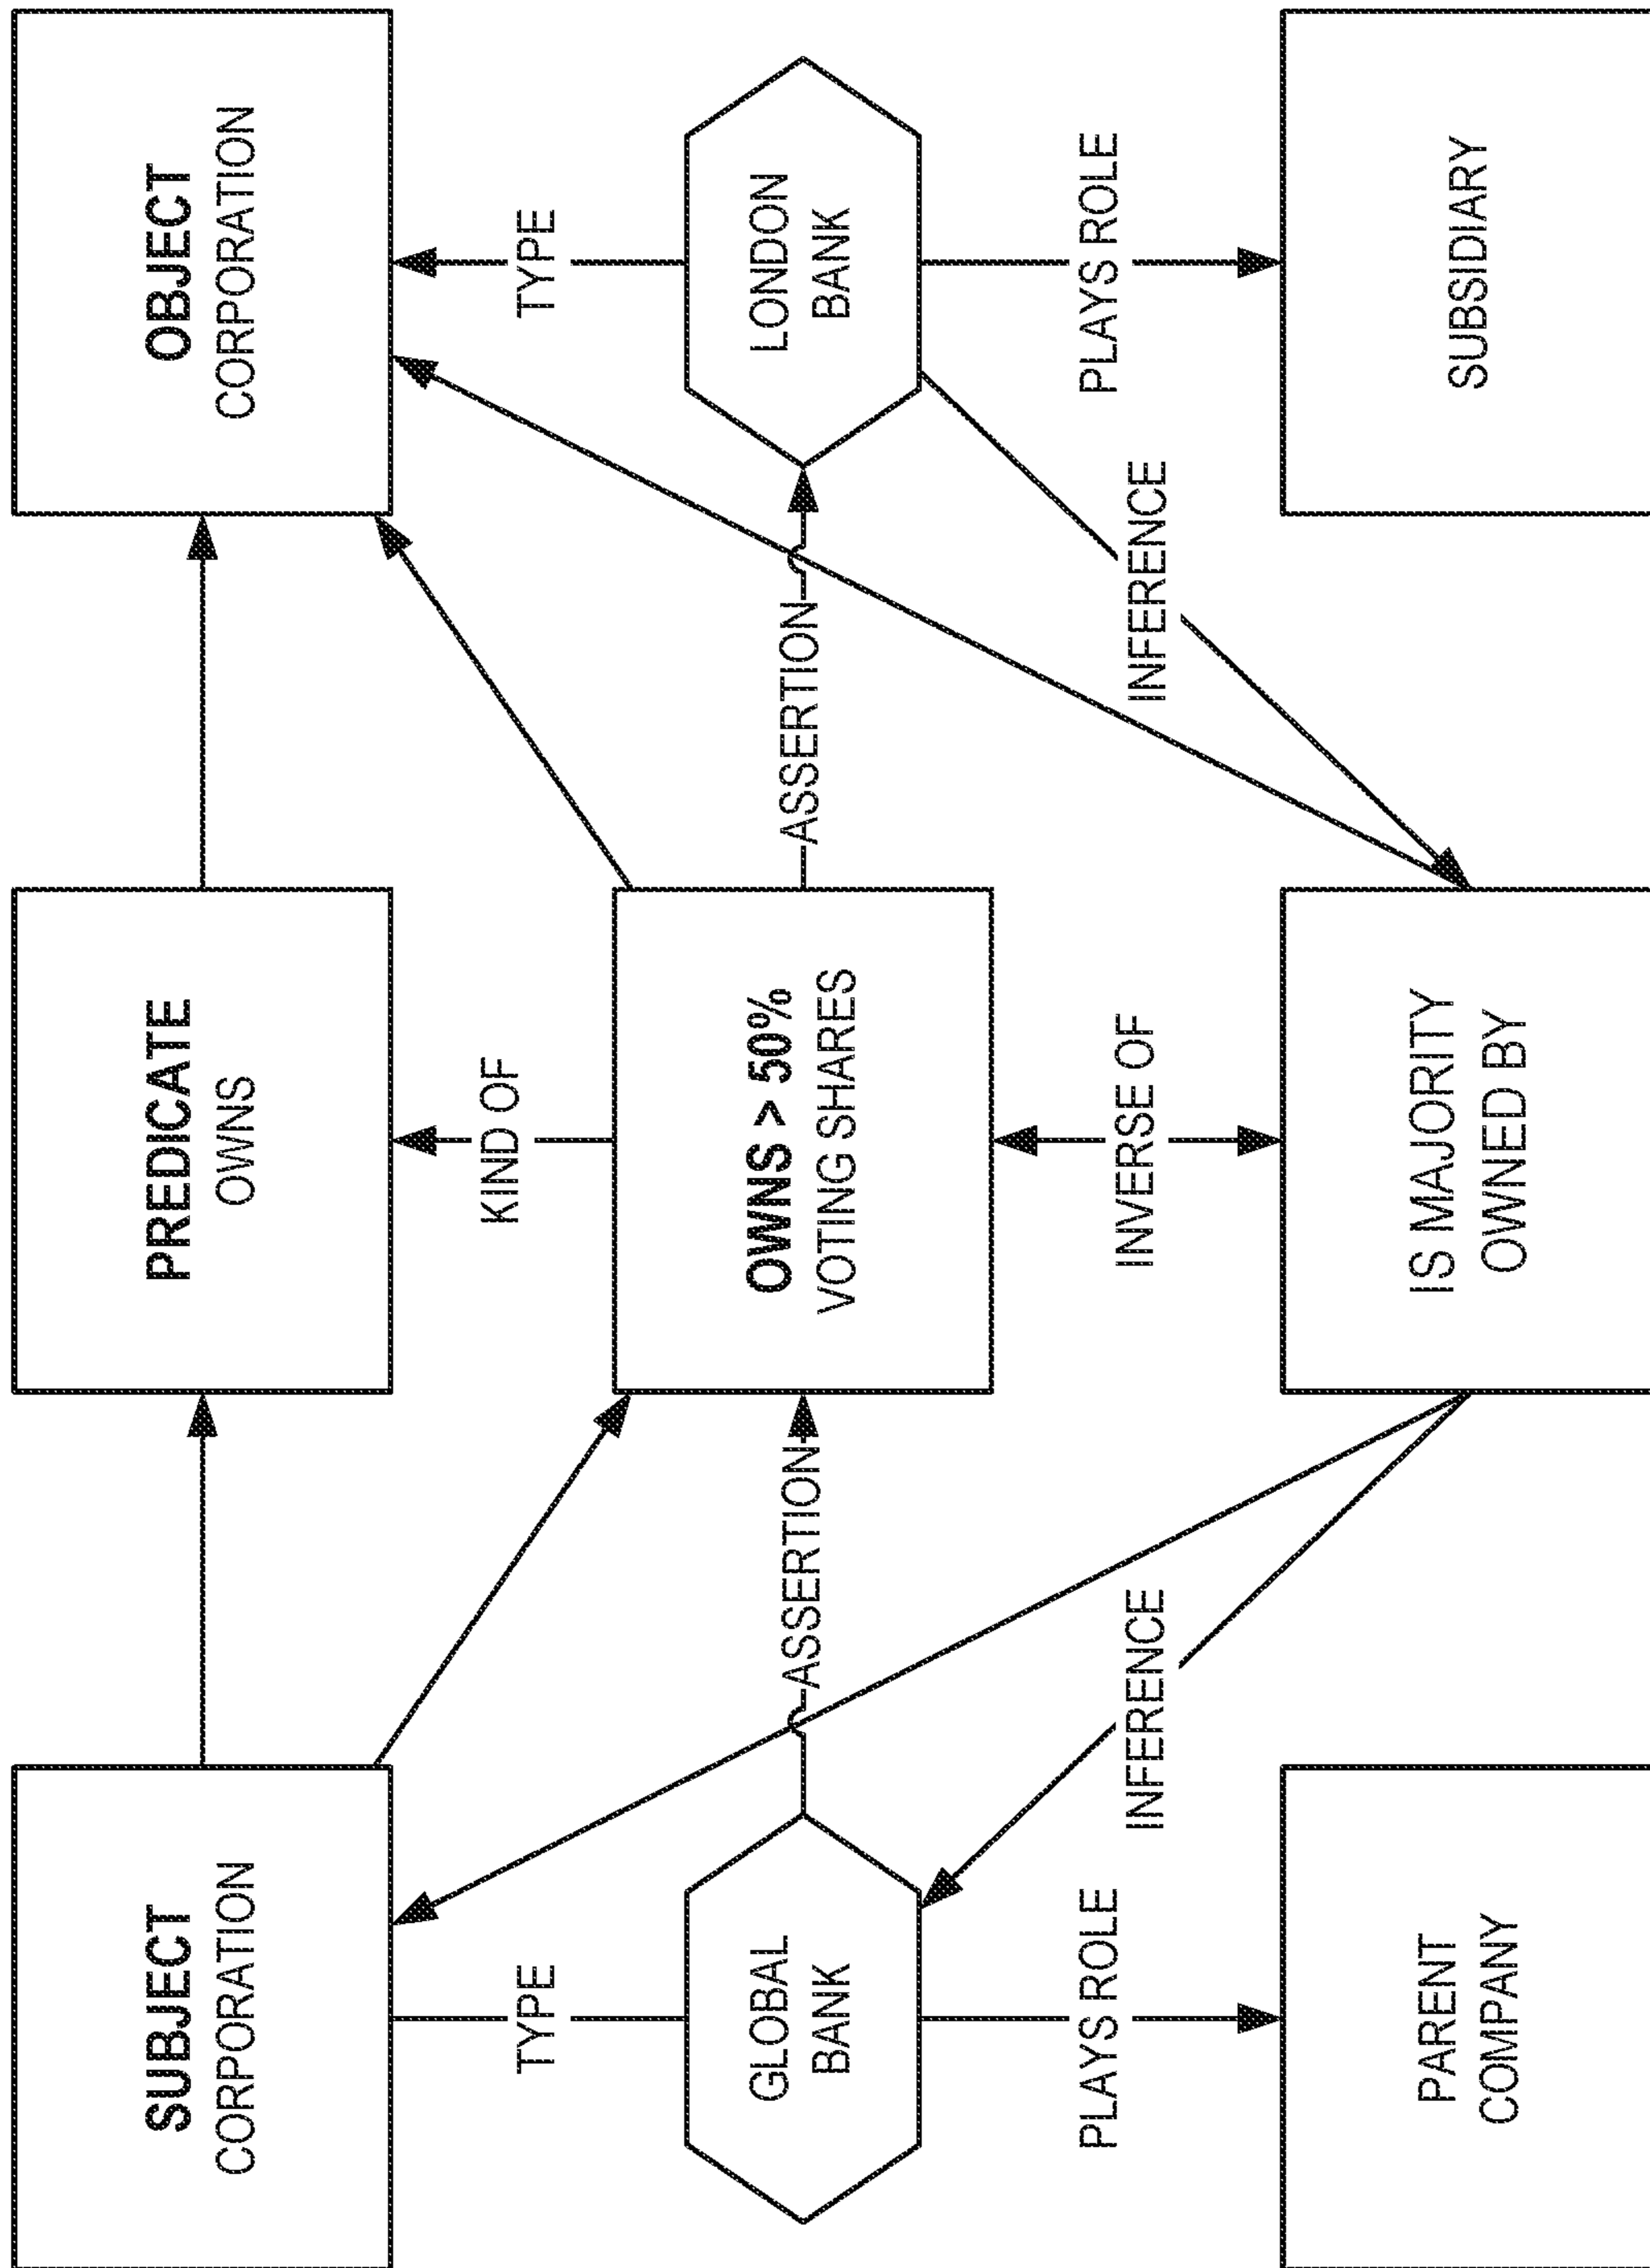 SUBJECT
CORPORATION
PREDICATE
OWNS
OBJECT
CORPORATION
TYPE
KIND OF
TYPE
GLOBAL
BANK
ASSERTION
OWNS > 50%
VOTING SHARES
ASSERTION
LONDON
BANK
PLAYS ROLE
INFERENCE
INVERSE OF
INFERENCE
PLAYS ROLE
PARENT
COMPANY
IS MAJORITY
OWNED BY
SUBSIDIARY